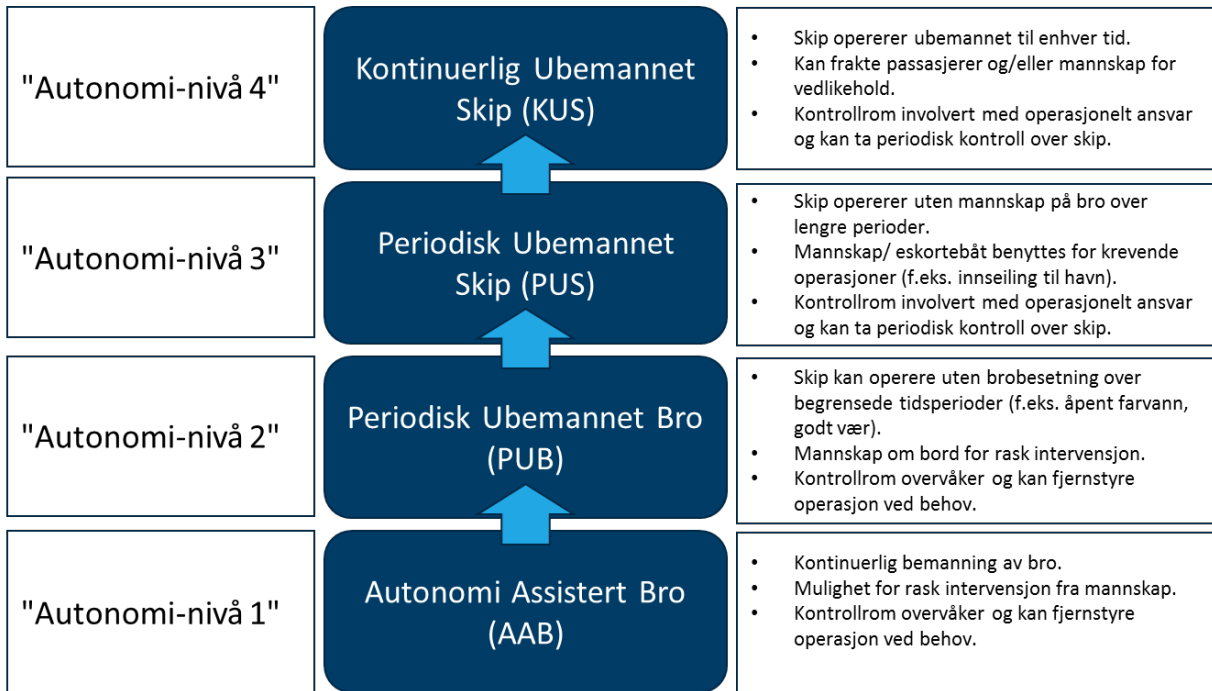 "Autonomi-nivå 4"
Kontinuerlig Ubemannet
Skip (KUS)
• Skip opererer ubemannet til enhver tid.
• Kan frakte passasjerer og/eller mannskap for
vedlikehold.
• Kontrollrom involvert med operasjonelt ansvar
og kan ta periodisk kontroll over skip.
"Autonomi-nivå 3"
Periodisk Ubemannet
Skip (PUS)
• Skip opererer uten mannskap på bro over
lengre perioder.
• Mannskap/ eskortebåt benyttes for krevende
operasjoner (f.eks. innseiling til havn).
• Kontrollrom involvert med operasjonelt ansvar
og kan ta periodisk kontroll over skip.
"Autonomi-nivå 2"
Periodisk Ubemannet Bro
(PUB)
• Skip kan operere uten brobesetning over
begrensede tidsperioder (f.eks. åpent farvann,
godt vær).
• Mannskap om bord for rask intervensjon.
• Kontrollrom overvåker og kan fjernstyre
operasjon ved behov.
"Autonomi-nivå 1"
Autonomi Assistert Bro
(AAB)
• Kontinuerlig bemanning av bro.
• Mulighet for rask intervensjon fra mannskap.
• Kontrollrom overvåker og kan fjernstyre
operasjon ved behov.